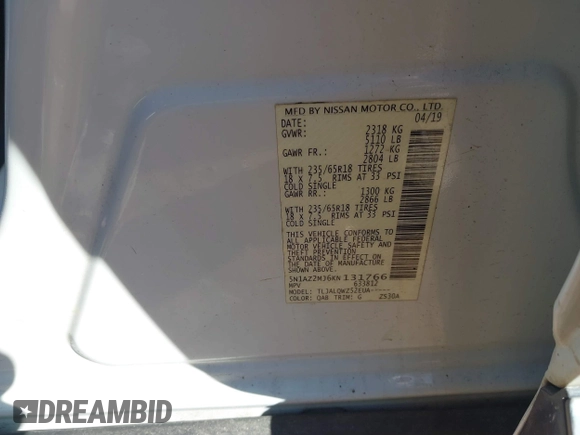 MFD BY NISSAN MOTOR CO., LTD.
DATE: 04/19
GVWR: 2318 KG
5110 LB
GAWR FR.: 1272 KG
2804 LB
WITH 235/65R18 TIRES
18 x 7.5 RIMS AT 33 PSI
COLD SINGLE
GAWR RR.: 1300 KG
2866 LB
WITH 235/65R18 TIRES
18 x 7.5 RIMS AT 33 PSI
COLD SINGLE
THIS VEHICLE CONFORMS TO
ALL APPLICABLE FEDERAL
MOTOR VEHICLE SAFETY AND
THEFT PREVENTION
STANDARDS IN EFFECT ON
THE DATE OF MANUFACTURE
SHOWN ABOVE.
5N1AZ2MJ6KN131766
MPV 633812
MODEL: TLJALQWZ52EUA-----
COLOR: QAB TRIM: G Z530A
DREAMBID